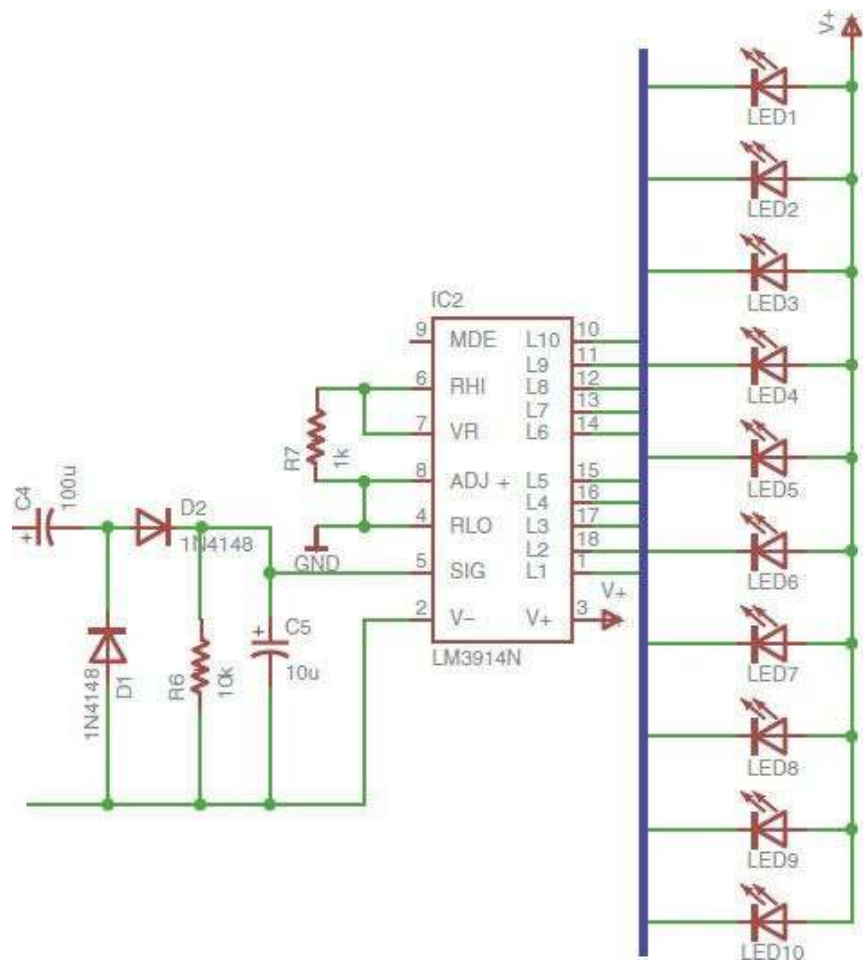 V+
LED1
LED2
LED3
LED4
LED5
LED6
LED7
LED8
LED9
LED10
IC2
9 MDE L10 10
L9 11
6 RHI L8 12
L7 13
7 VR L6 14
8 ADJ + L5 15
L4 16
4 RLO L3 17
L2 18
5 SIG L1 1
2 V- V+ 3
V+
LM3914N
R7
1k
GND
C4
+
100u
D2
1N4148
1N4148
D1
R6
10k
+
C5
10u